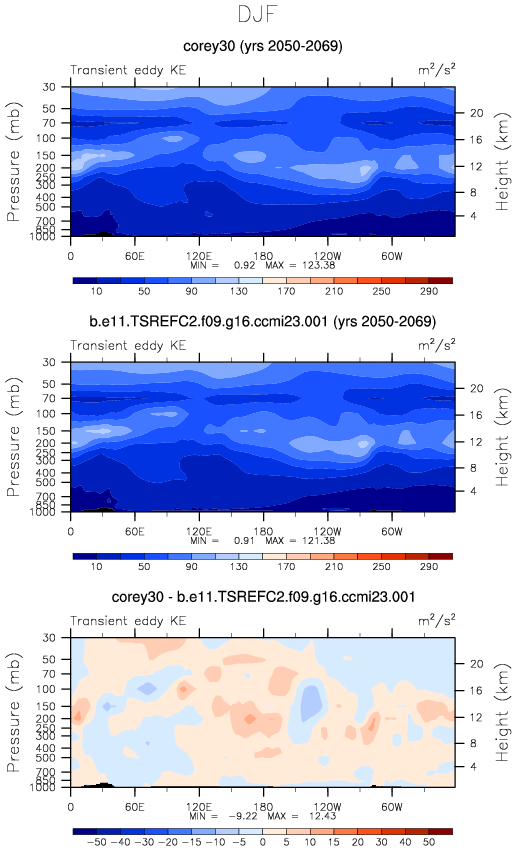 DJF
corey30 (yrs 2050-2069)
Transient eddy KE m²/s²
30
50
70
100
150
200
250
300
400
500
700
850
1000
Pressure (mb)
20
16
12
8
4
Height (km)
0 60E 120E 180 120W 60W
MIN = 0.92 MAX = 123.38
10 50 90 130 170 210 250 290
b.e11.TSREFC2.f09.g16.ccmi23.001 (yrs 2050-2069)
Transient eddy KE m²/s²
30
50
70
100
150
200
250
300
400
500
700
850
1000
Pressure (mb)
20
16
12
8
4
Height (km)
0 60E 120E 180 120W 60W
MIN = 0.91 MAX = 121.38
10 50 90 130 170 210 250 290
corey30 - b.e11.TSREFC2.f09.g16.ccmi23.001
Transient eddy KE m²/s²
30
50
70
100
150
200
250
300
400
500
700
850
1000
Pressure (mb)
20
16
12
8
4
Height (km)
0 60E 120E 180 120W 60W
MIN = -9.22 MAX = 12.43
-50 -40 -30 -20 -15 -10 -5 0 5 10 15 20 30 40 50